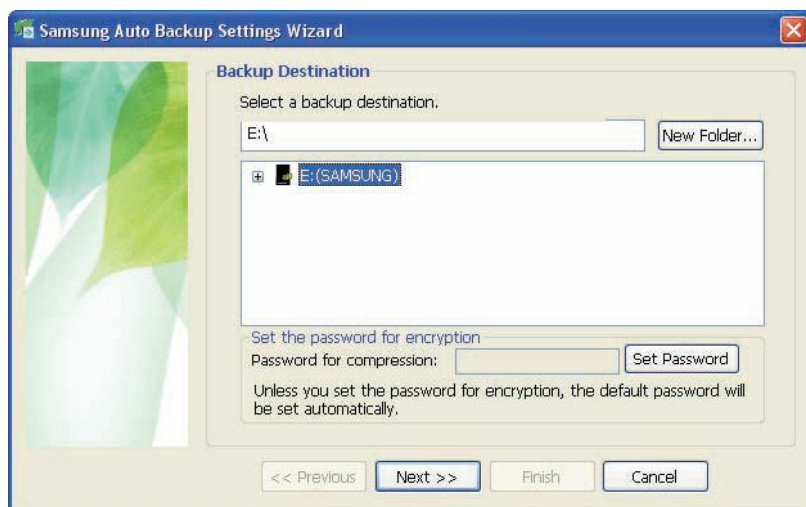 Samsung Auto Backup Settings Wizard
Backup Destination
Select a backup destination.
E:\
New Folder...
E:(SAMSUNG)
Set the password for encryption
Password for compression:
Set Password
Unless you set the password for encryption, the default password will
be set automatically.
<< Previous
Next >>
Finish
Cancel